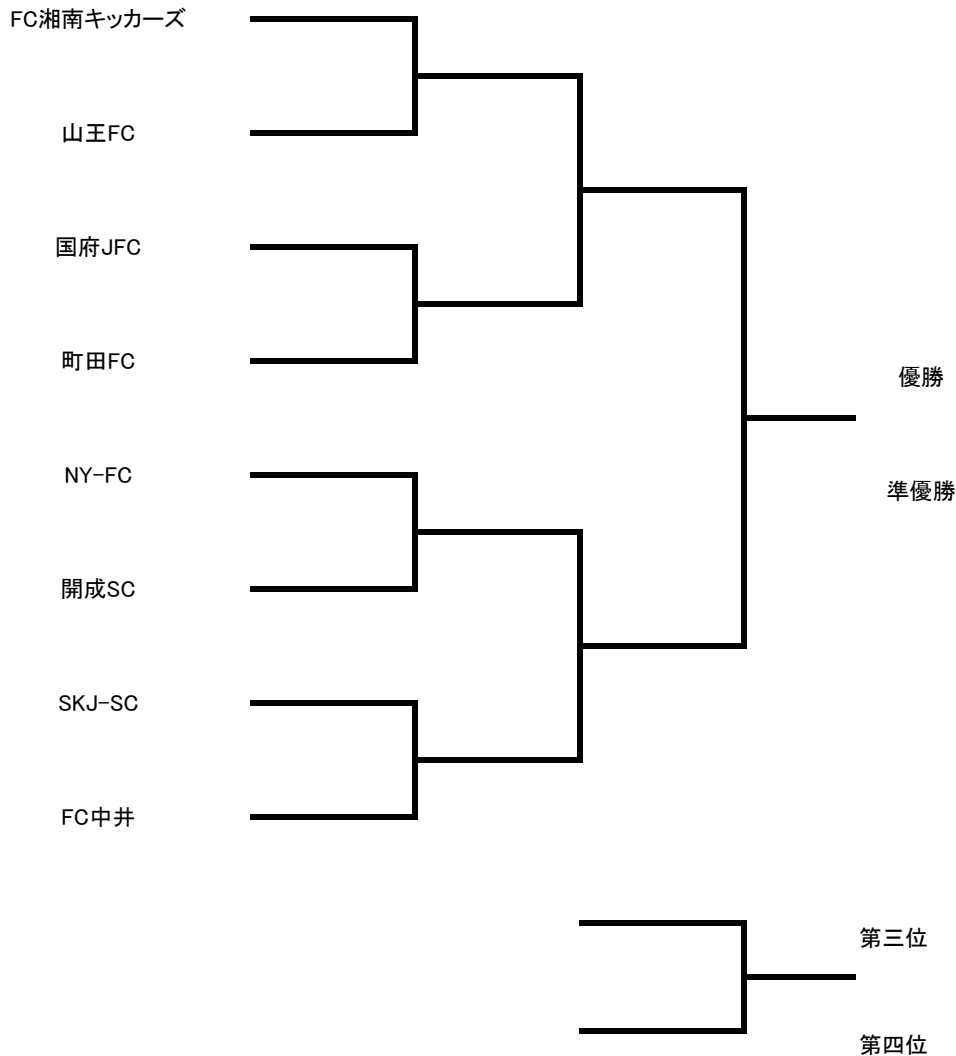 FC湘南キッカーズ
山王FC
国府JFC
町田FC
優勝
NY-FC
準優勝
開成SC
SKJ-SC
FC中井
第三位
第四位